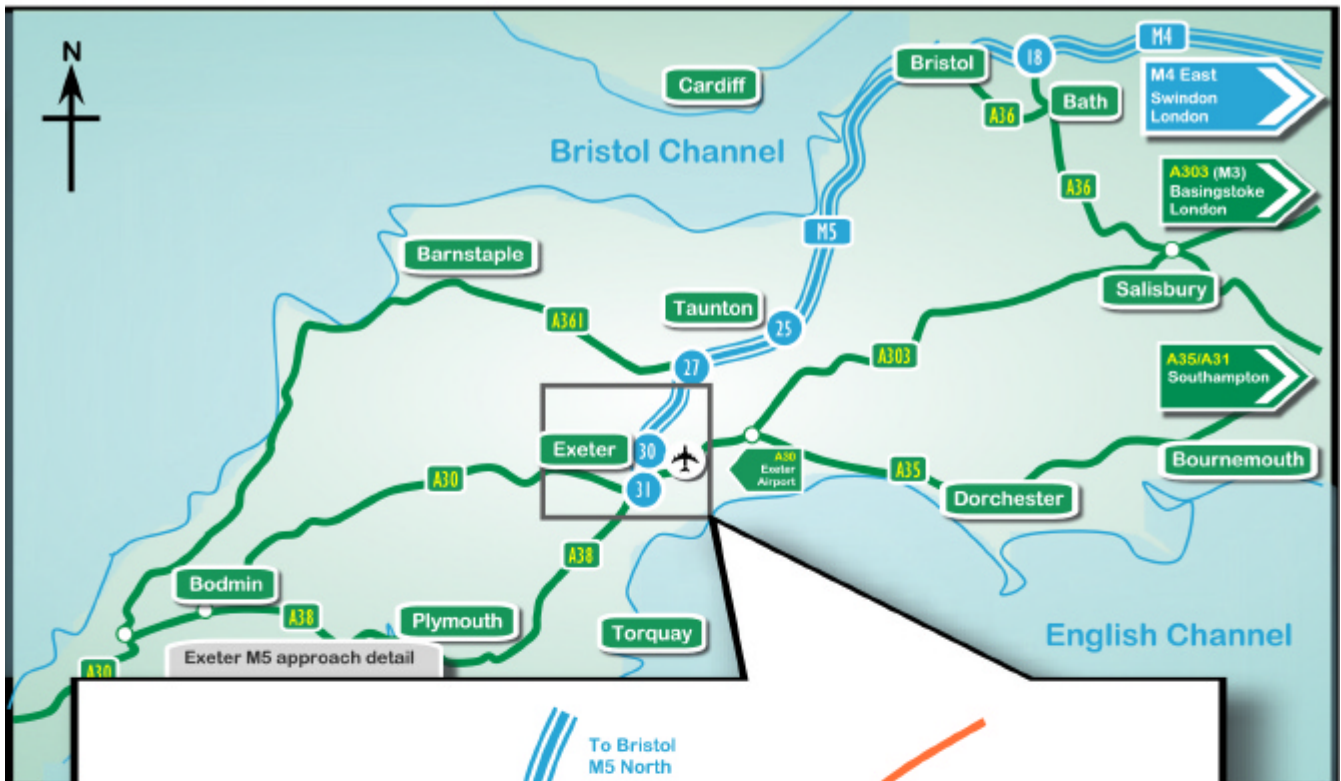 N
Cardiff
Bristol
18
M4
M4 East
Swindon
London
A36
Bath
Bristol Channel
A36
A303 (M3)
Basingstoke
London
M5
Barnstaple
Taunton
25
A361
Salisbury
27
A303
A35/A31
Southampton
Exeter
30
A30
Exeter
Airport
A30
31
A35
Dorchester
Bournemouth
A38
Bodmin
A38
Plymouth
Torquay
English Channel
Exeter M5 approach detail
A30
To Bristol
M5 North